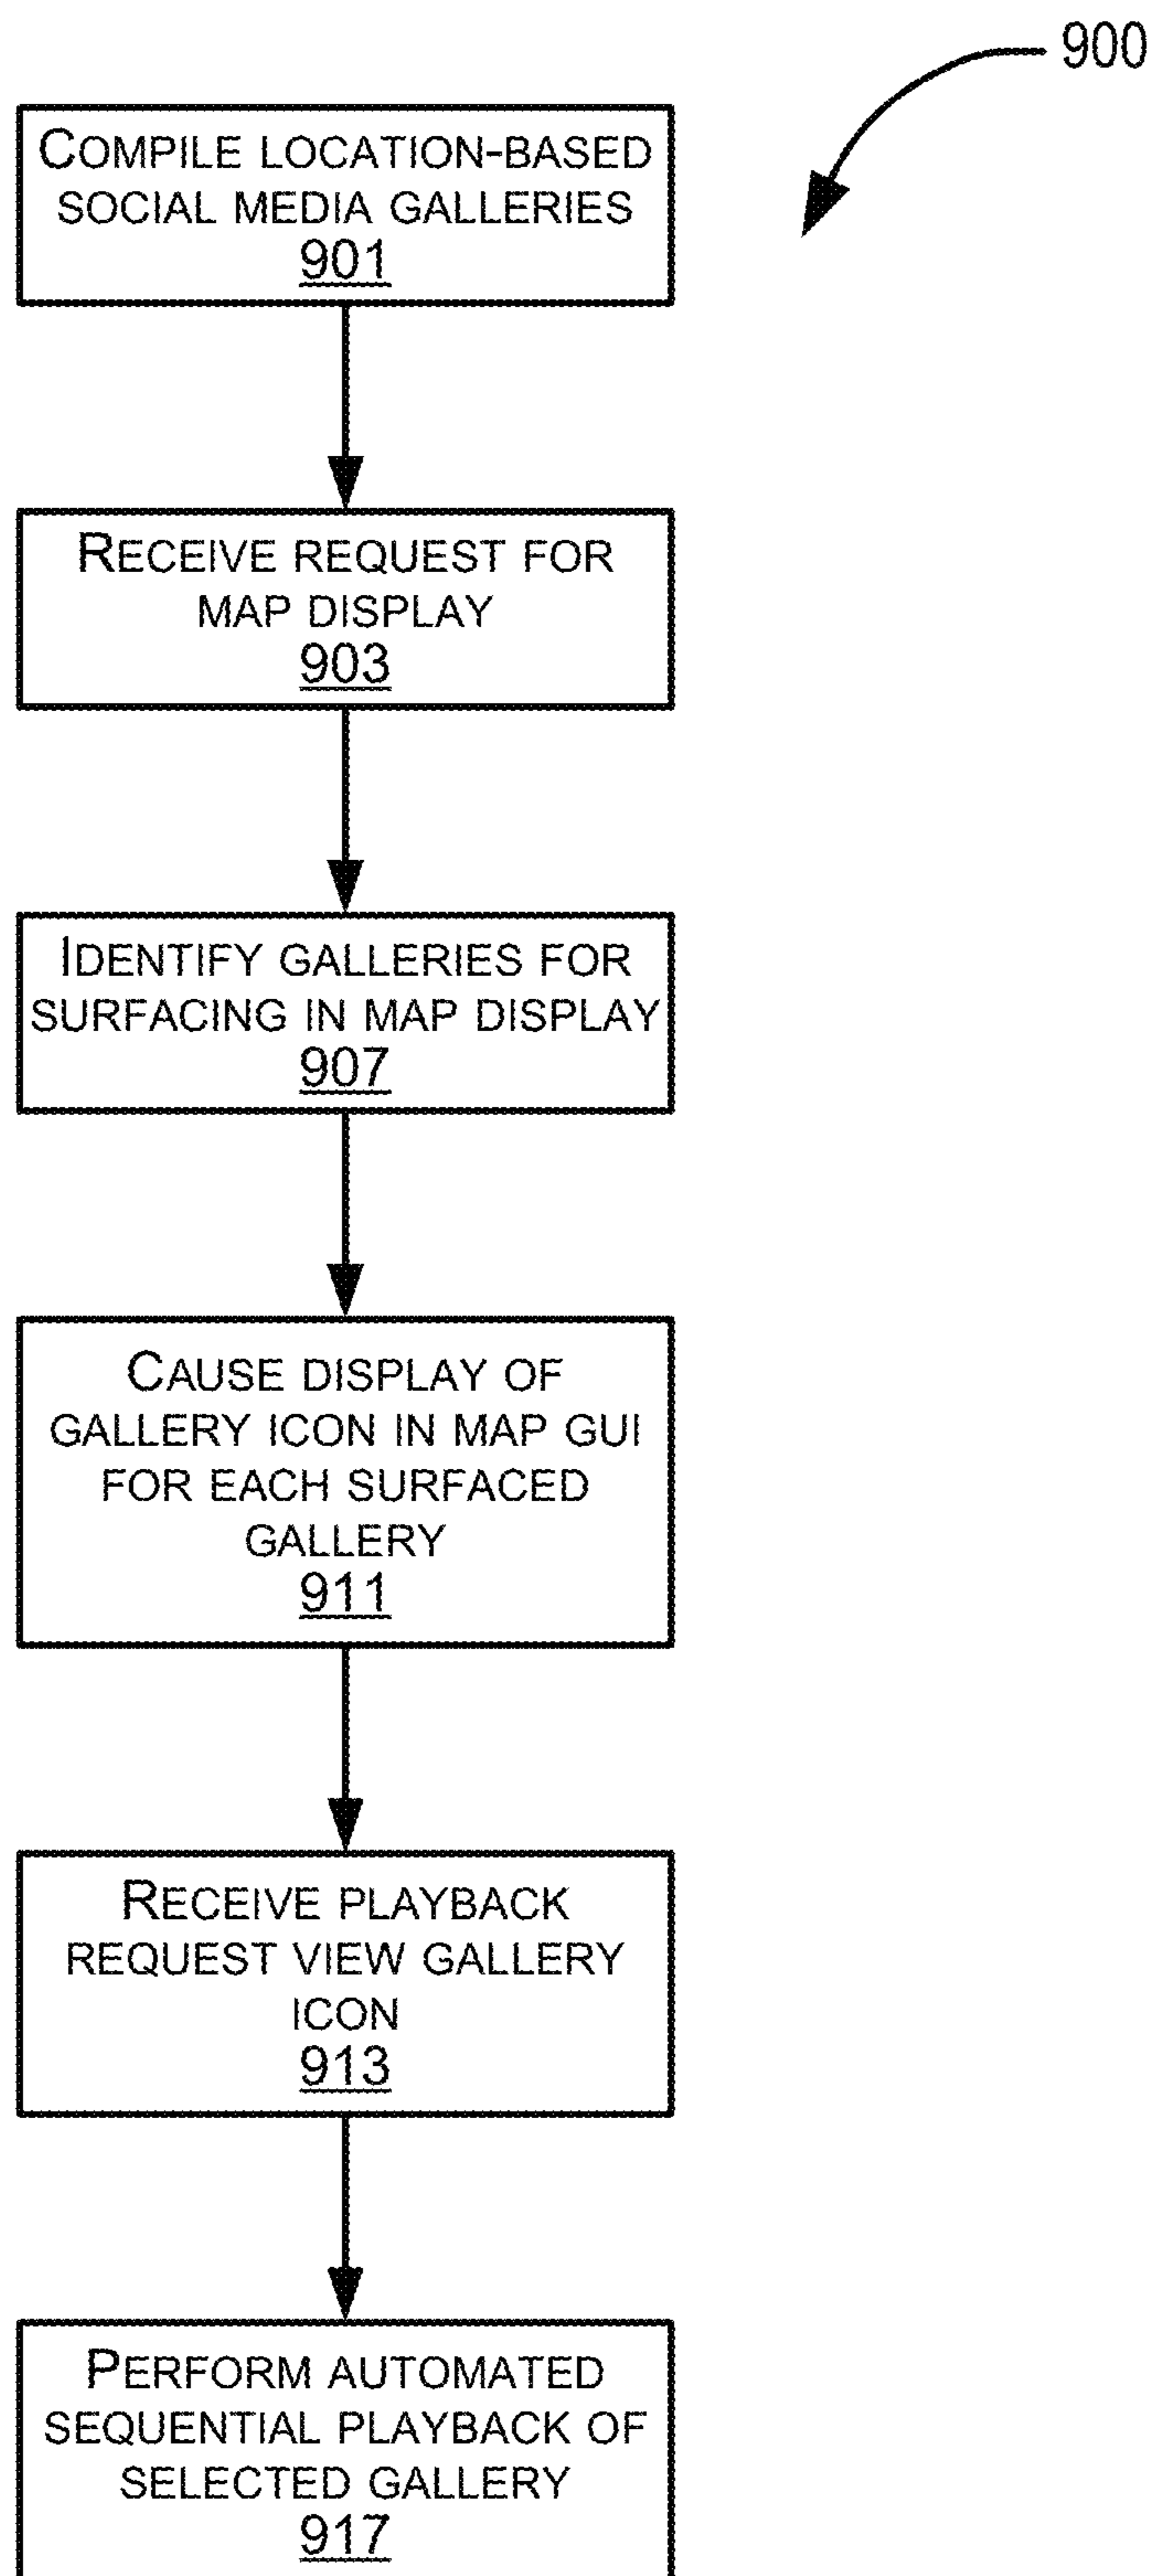 900
COMPILE LOCATION-BASED
SOCIAL MEDIA GALLERIES
901
RECEIVE REQUEST FOR
MAP DISPLAY
903
IDENTIFY GALLERIES FOR
SURFACING IN MAP DISPLAY
907
CAUSE DISPLAY OF
GALLERY ICON IN MAP GUI
FOR EACH SURFACED
GALLERY
911
RECEIVE PLAYBACK
REQUEST VIEW GALLERY
ICON
913
PERFORM AUTOMATED
SEQUENTIAL PLAYBACK OF
SELECTED GALLERY
917